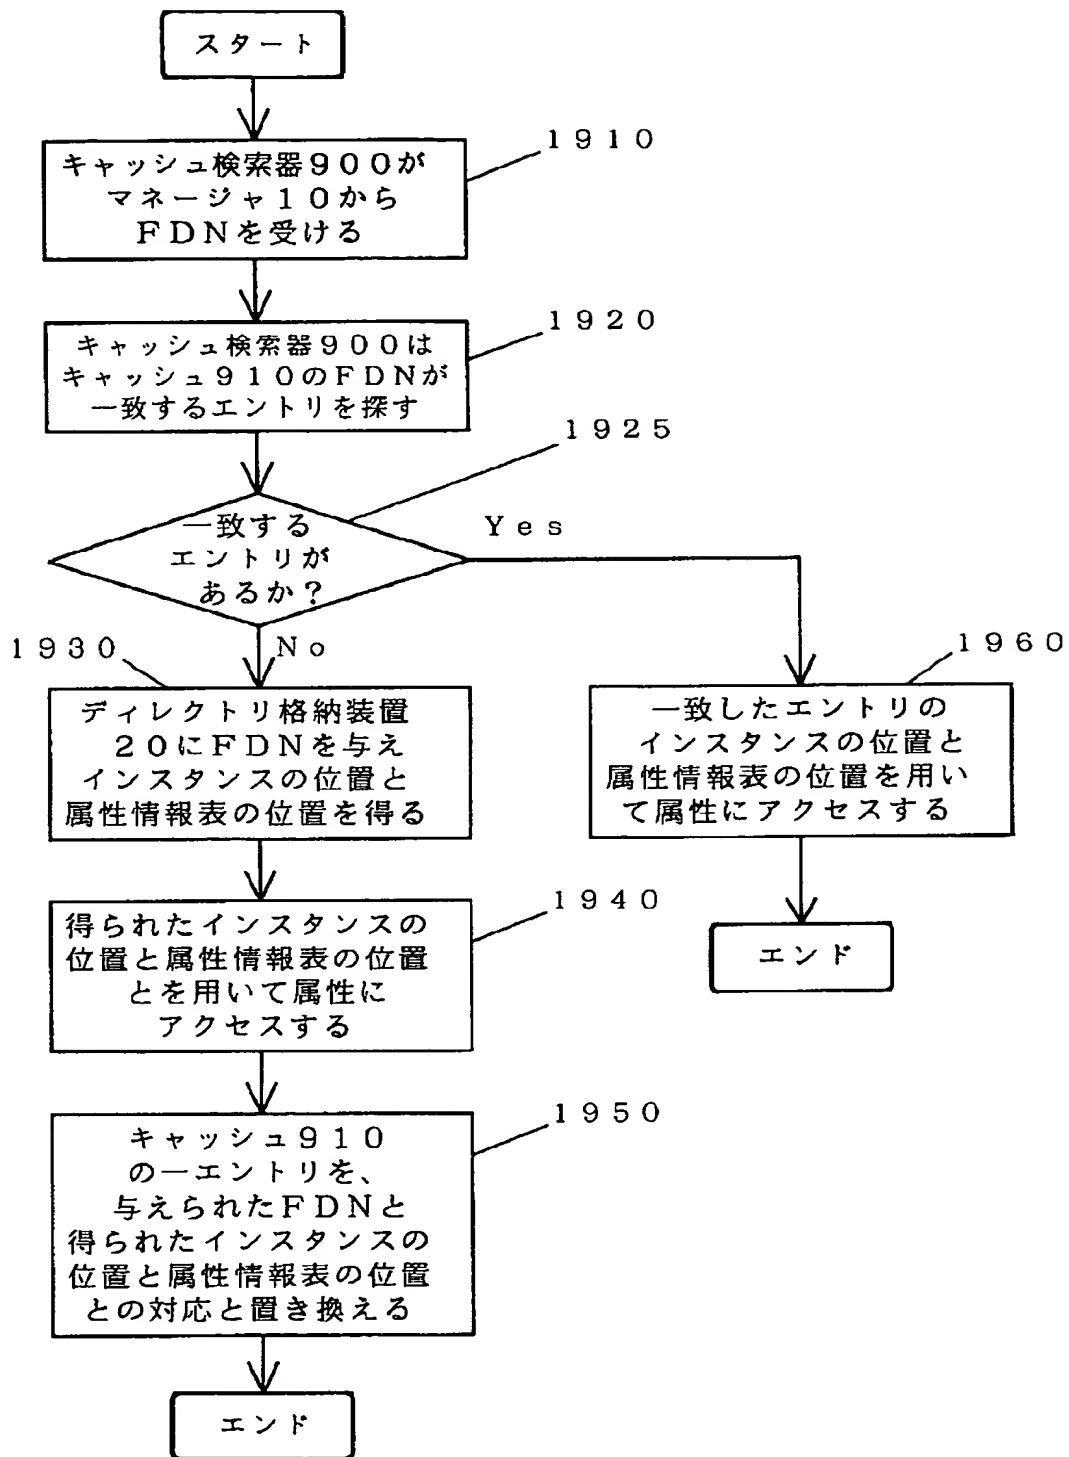 スタート
1910
キャッシュ検索器900が
マネージャ10から
FDNを受ける
1920
キャッシュ検索器900は
キャッシュ910のFDNが
一致するエントリを探す
1925
一致する
エントリが
あるか?
Yes
No
1930
ディレクトリ格納装置
20にFDNを与え
インスタンスの位置と
属性情報表の位置を得る
1960
一致したエントリの
インスタンスの位置と
属性情報表の位置を用い
て属性にアクセスする
1940
得られたインスタンスの
位置と属性情報表の位置
とを用いて属性に
アクセスする
エンド
1950
キャッシュ910
の一エントリを、
与えられたFDNと
得られたインスタンスの
位置と属性情報表の位置
との対応と置き換える
エンド